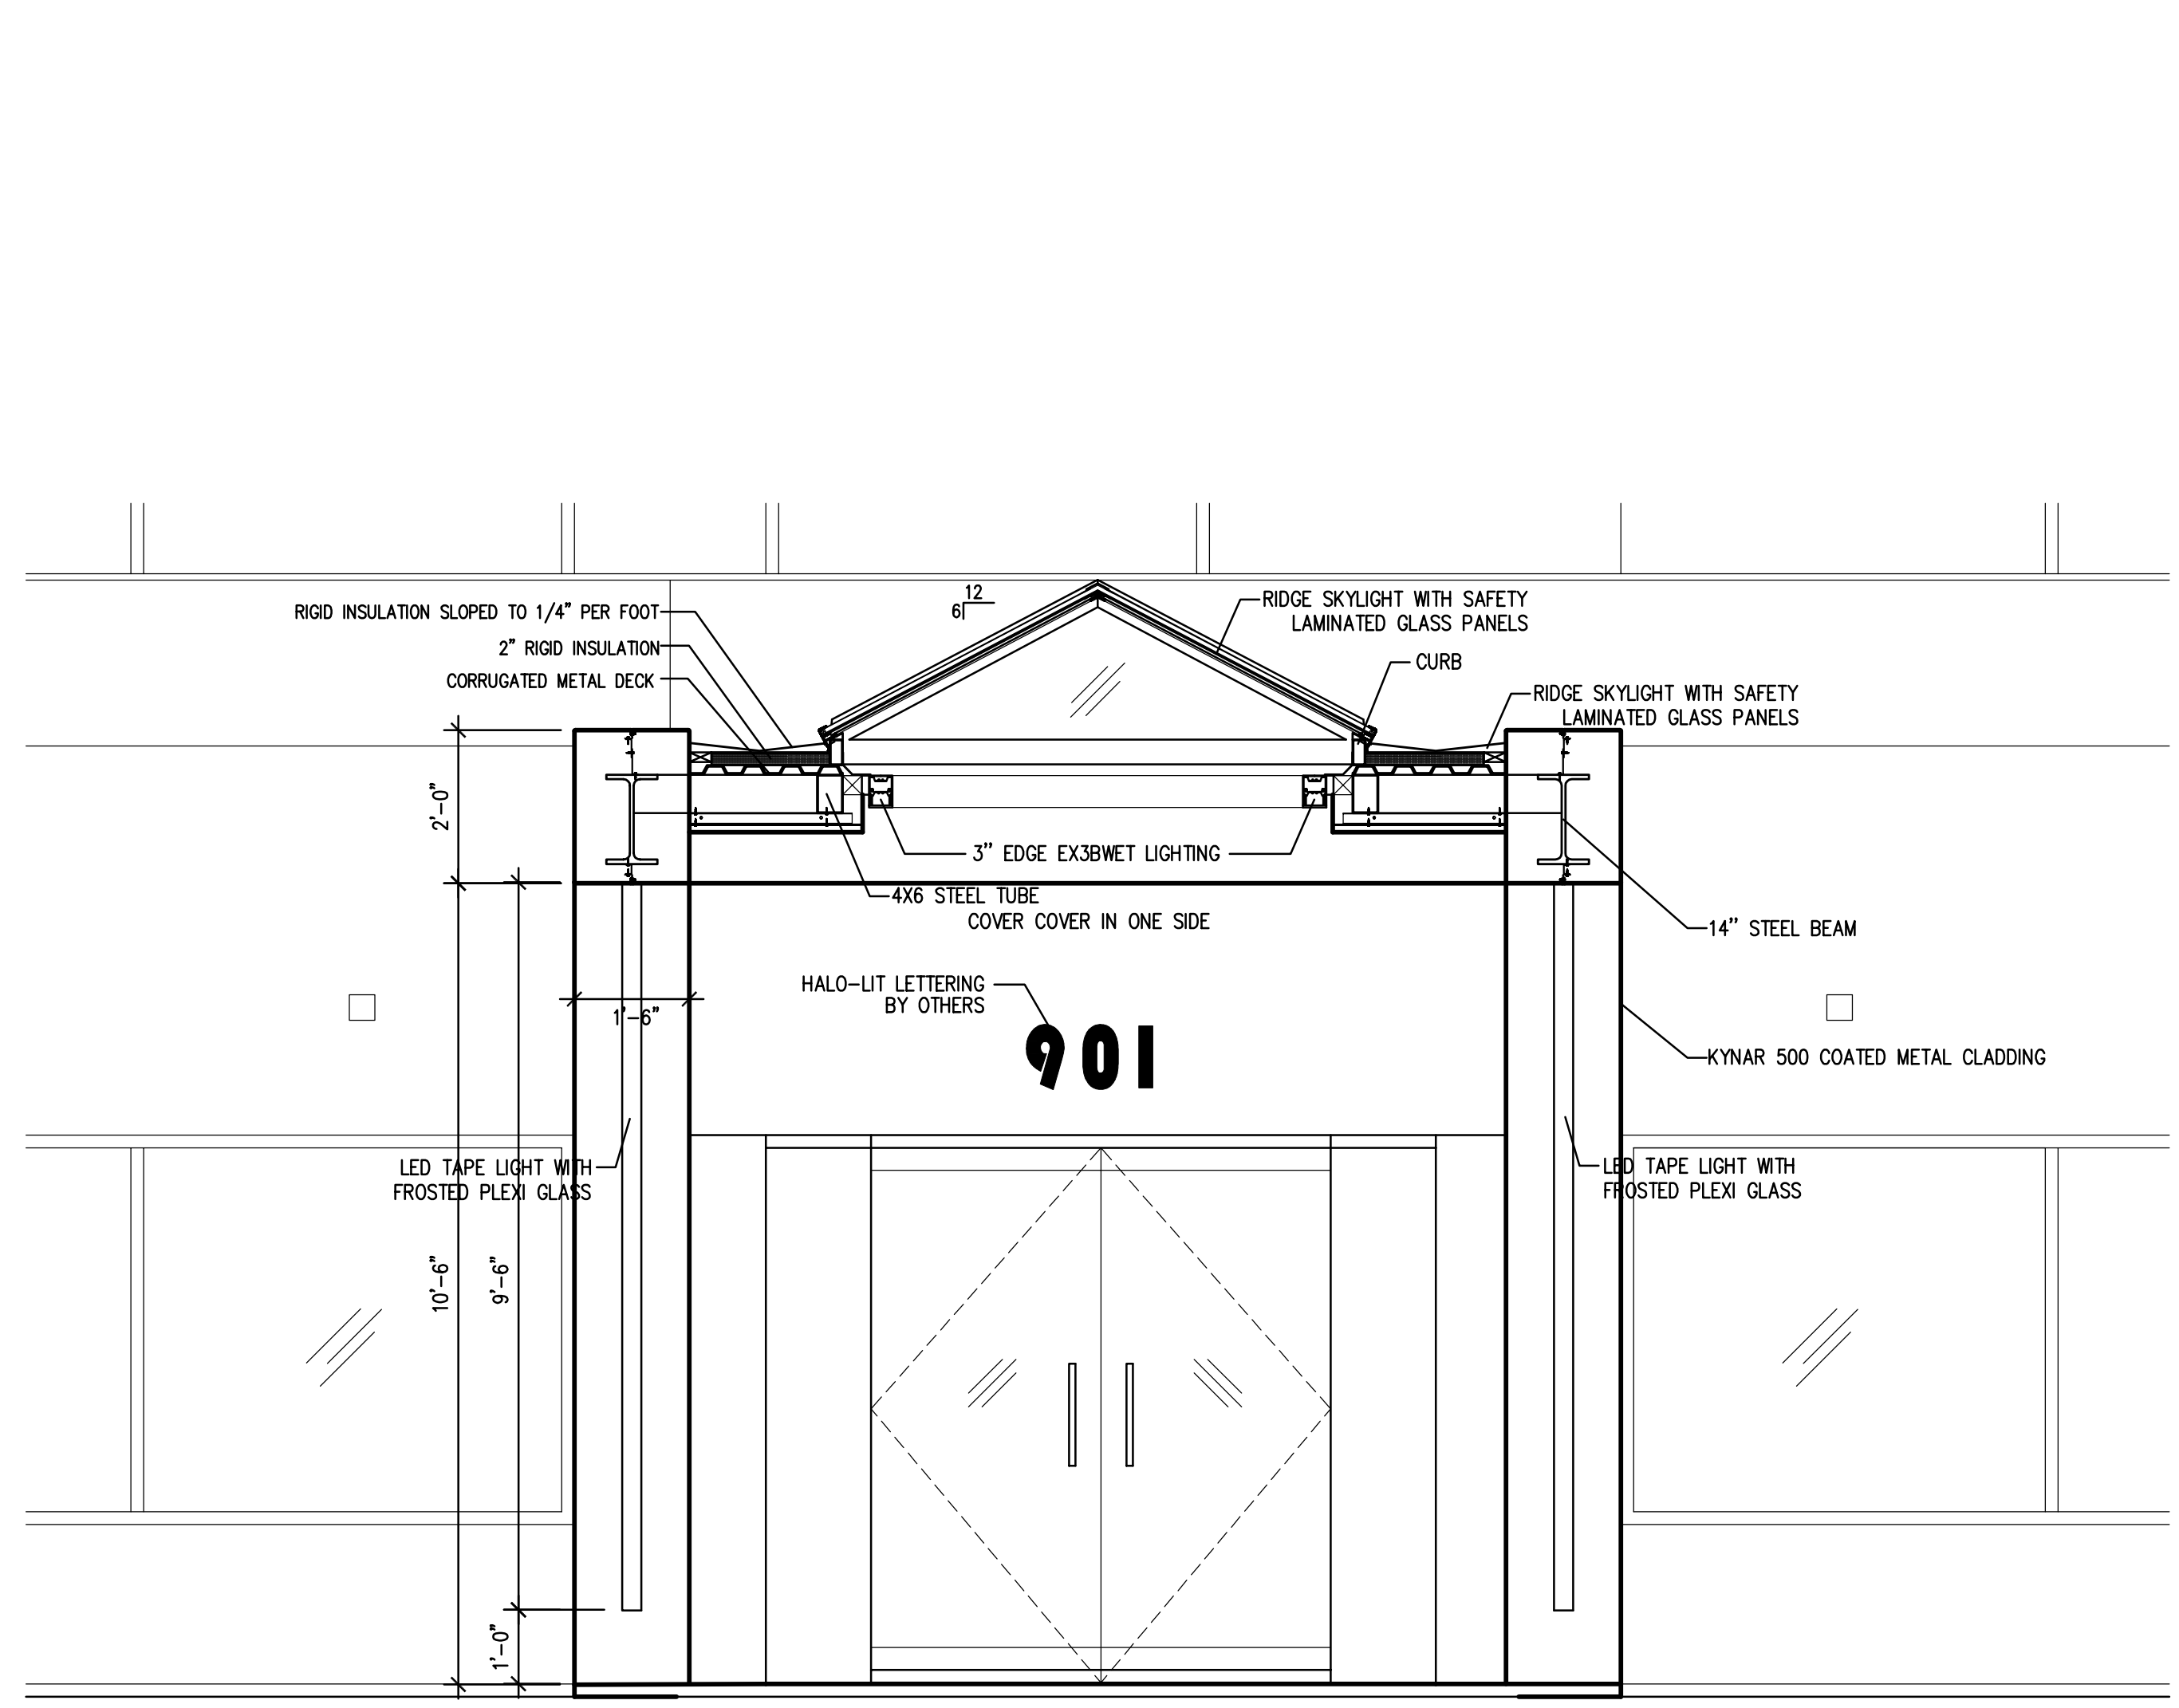 12
6
RIGID INSULATION SLOPED TO 1/4" PER FOOT
2" RIGID INSULATION
CORRUGATED METAL DECK
RIDGE SKYLIGHT WITH SAFETY
LAMINATED GLASS PANELS
CURB
RIDGE SKYLIGHT WITH SAFETY
LAMINATED GLASS PANELS
2'-0"
3" EDGE EX3BWET LIGHTING
4X6 STEEL TUBE
COVER COVER IN ONE SIDE
14" STEEL BEAM
HALO-LIT LETTERING
BY OTHERS
1'-6"
901
KYNAR 500 COATED METAL CLADDING
LED TAPE LIGHT WITH
FROSTED PLEXI GLASS
LED TAPE LIGHT WITH
FROSTED PLEXI GLASS
10'-6"
9'-6"
1'-0"